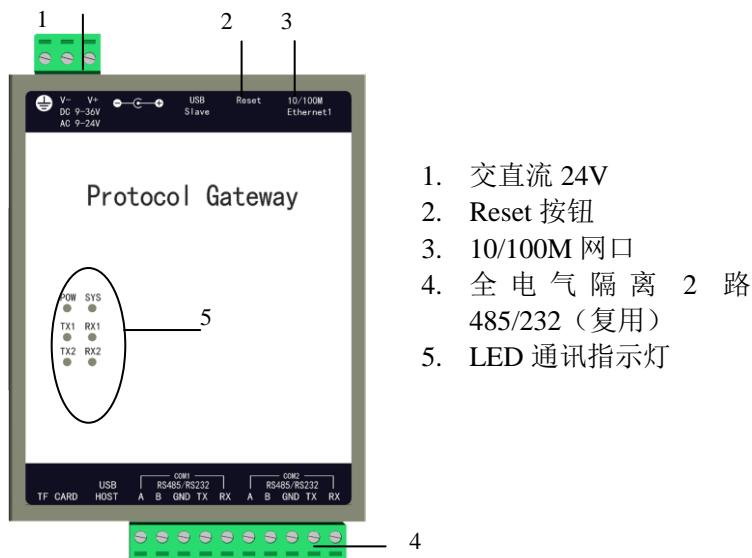 1
2
3
V- V+
DC 9-36V
AC 9-24V
USB
Slave
Reset
10/100M
Ethernet1
Protocol Gateway
POW SYS
TX1 RX1
TX2 RX2
5
TF CARD
USB
HOST
COM1
RS485/RS232
A B GND TX RX
COM2
RS485/RS232
A B GND TX RX
4
1. 交直流 24V
2. Reset 按钮
3. 10/100M 网口
4. 全电气隔离 2 路
485/232（复用）
5. LED 通讯指示灯